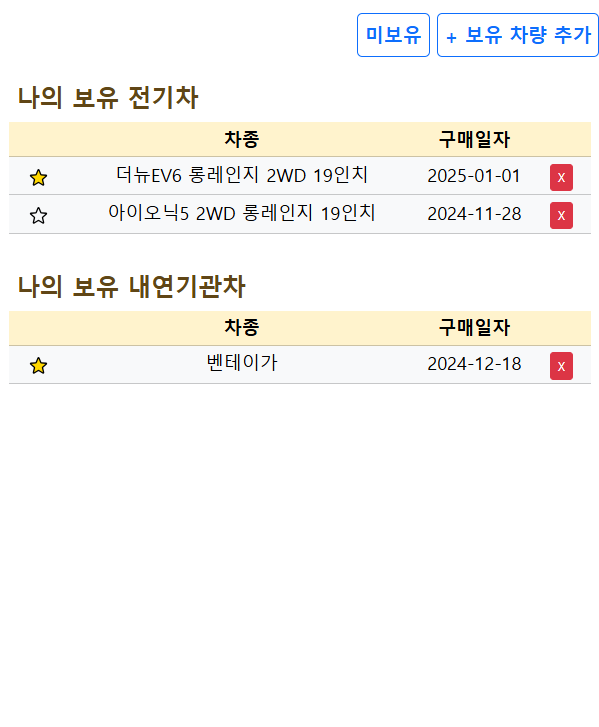 미보유 + 보유 차량 추가
나의 보유 전기차
차종 구매일자
더뉴EV6 롱레인지 2WD 19인치 2025-01-01 X
아이오닉5 2WD 롱레인지 19인치 2024-11-28 X
나의 보유 내연기관차
차종 구매일자
벤테이가 2024-12-18 X